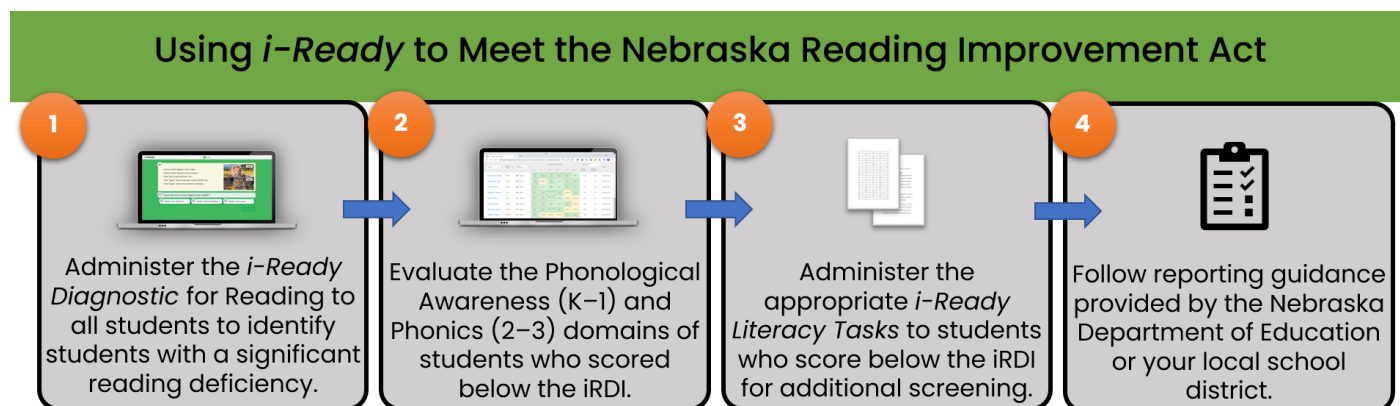 Using i-Ready to Meet the Nebraska Reading Improvement Act
1
Administer the i-Ready
Diagnostic for Reading to
all students to identify
students with a significant
reading deficiency.
2
Evaluate the Phonological
Awareness (K–1) and
Phonics (2–3) domains of
students who scored
below the iRDI.
3
Administer the
appropriate i-Ready
Literacy Tasks to students
who score below the iRDI
for additional screening.
4
Follow reporting guidance
provided by the Nebraska
Department of Education
or your local school
district.